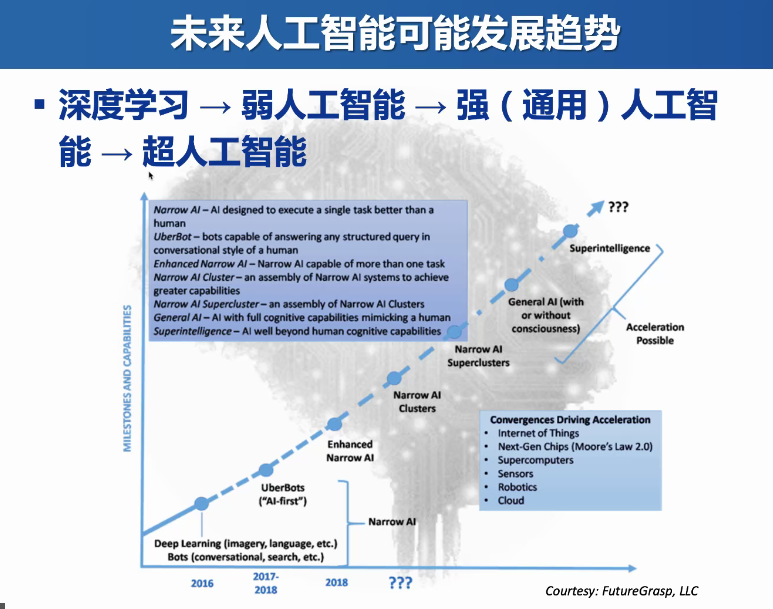 未来人工智能可能发展趋势
▪ 深度学习 → 弱人工智能 → 强（通用）人工智
能 → 超人工智能
Narrow AI – AI designed to execute a single task better than a
human
UberBot – bots capable of answering any structured query in
conversational style of a human
Enhanced Narrow AI – Narrow AI capable of more than one task
Narrow AI Cluster – an assembly of Narrow AI systems to achieve
greater capabilities
Narrow AI Supercluster – an assembly of Narrow AI Clusters
General AI – AI with full cognitive capabilities mimicking a human
Superintelligence – AI well beyond human cognitive capabilities
???
Superintelligence
General AI (with
or without
consciousness)
Acceleration
Possible
Narrow AI
Superclusters
Narrow AI
Clusters
Enhanced
Narrow AI
UberBots
("AI-first")
Narrow AI
Deep Learning (imagery, language, etc.)
Bots (conversational, search, etc.)
MILESTONES AND CAPABILITIES
Convergences Driving Acceleration
• Internet of Things
• Next-Gen Chips (Moore's Law 2.0)
• Supercomputers
• Sensors
• Robotics
• Cloud
2016
2017-
2018
2018
???
Courtesy: FutureGrasp, LLC